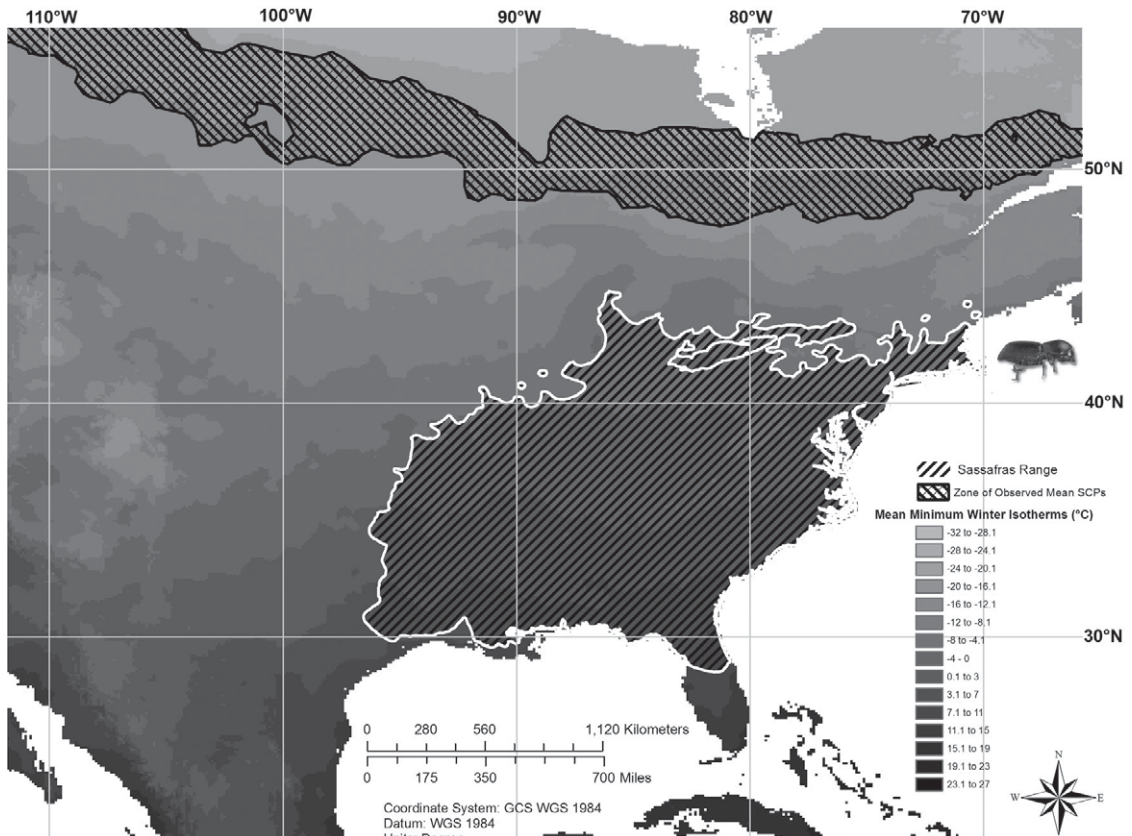 110°W 100°W 90°W 80°W 70°W
50°N
40°N
30°N
Sassafras Range
Zone of Observed Mean SCPs
Mean Minimum Winter Isotherms (°C)
-32 to -28.1
-28 to -24.1
-24 to -20.1
-20 to -16.1
-16 to -12.1
-12 to -8.1
-8 to -4.1
-4 - 0
0.1 to 3
3.1 to 7
7.1 to 11
11.1 to 15
15.1 to 19
19.1 to 23
23.1 to 27
0 280 560 1,120 Kilometers
0 175 350 700 Miles
Coordinate System: GCS WGS 1984
Datum: WGS 1984
N
W E
S